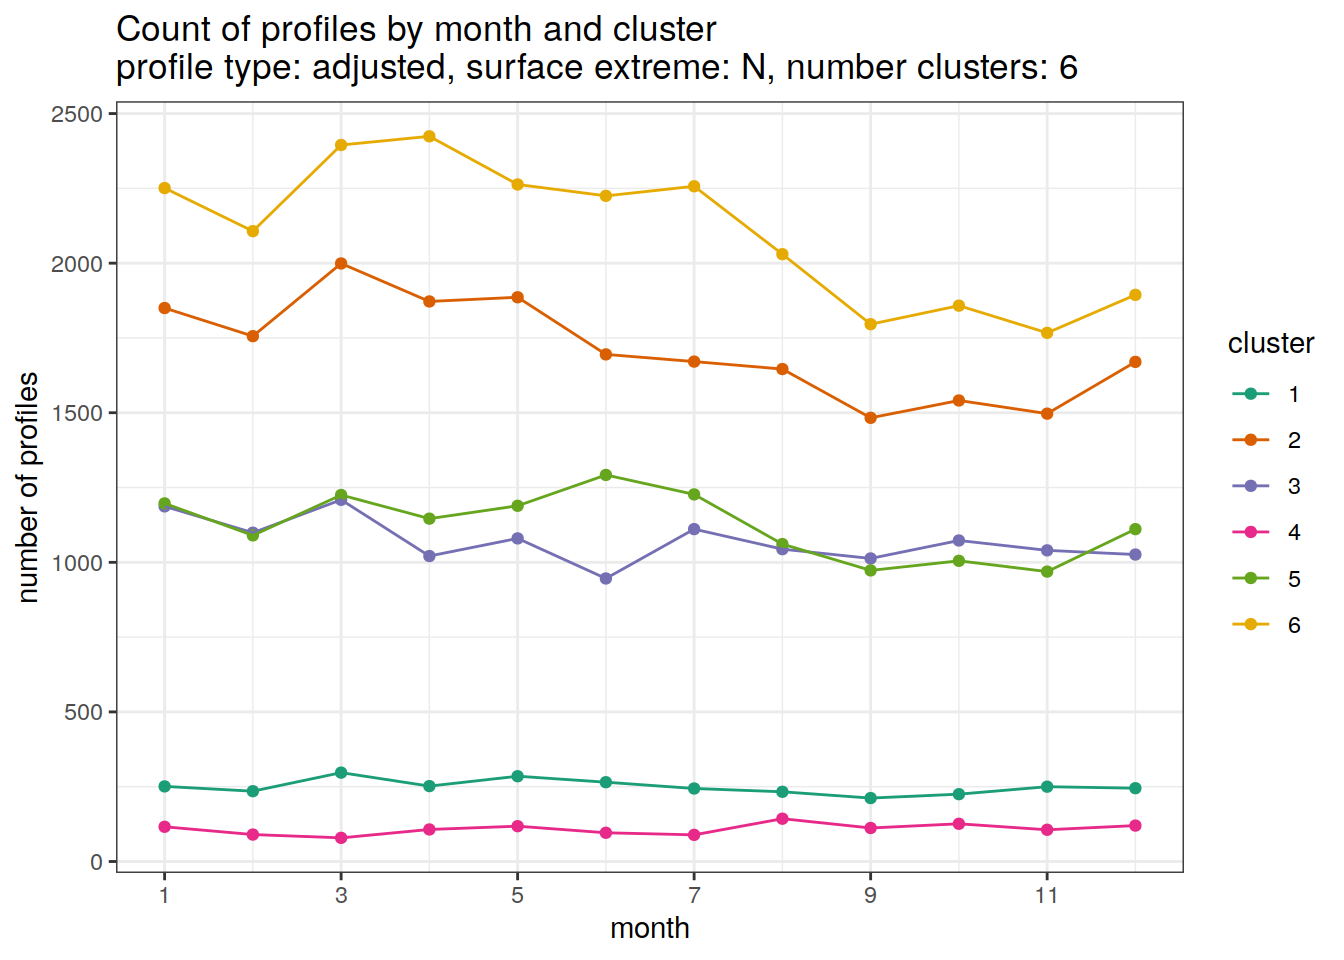 Count of profiles by month and cluster
profile type: adjusted, surface extreme: N, number clusters: 6
2500
2000
1500
1000
500
0
number of profiles
1 3 5 7 9 11
month
cluster
1
2
3
4
5
6